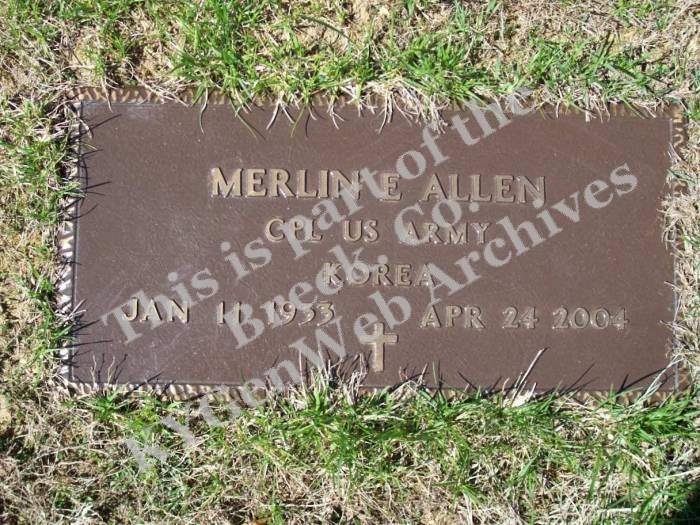 MERLIN E ALLEN
CPL US ARMY
KOREA
JAN 11 1933 APR 24 2004
This is part of the
Breck. Co.
KYGenWeb Archives